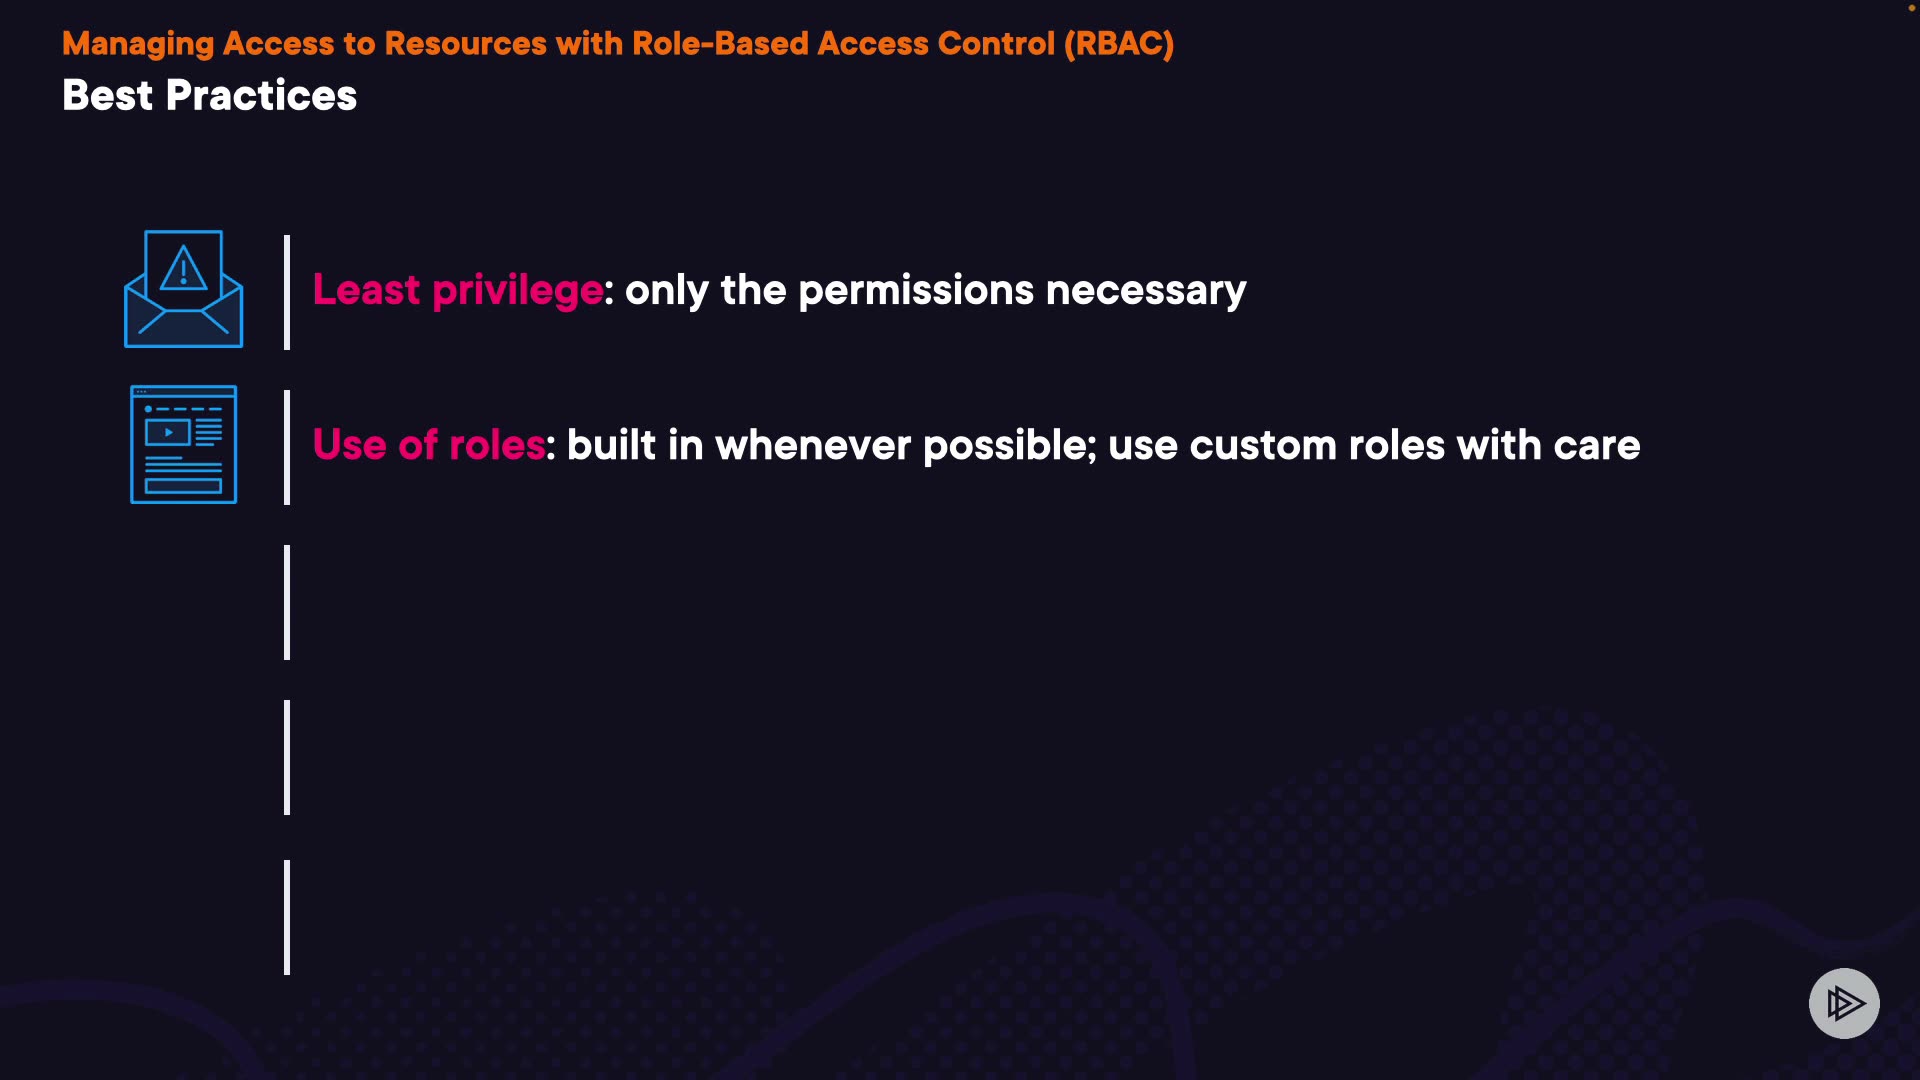 Managing Access to Resources with Role-Based Access Control (RBAC)
Best Practices
Least privilege: only the permissions necessary
Use of roles: built in whenever possible; use custom roles with care